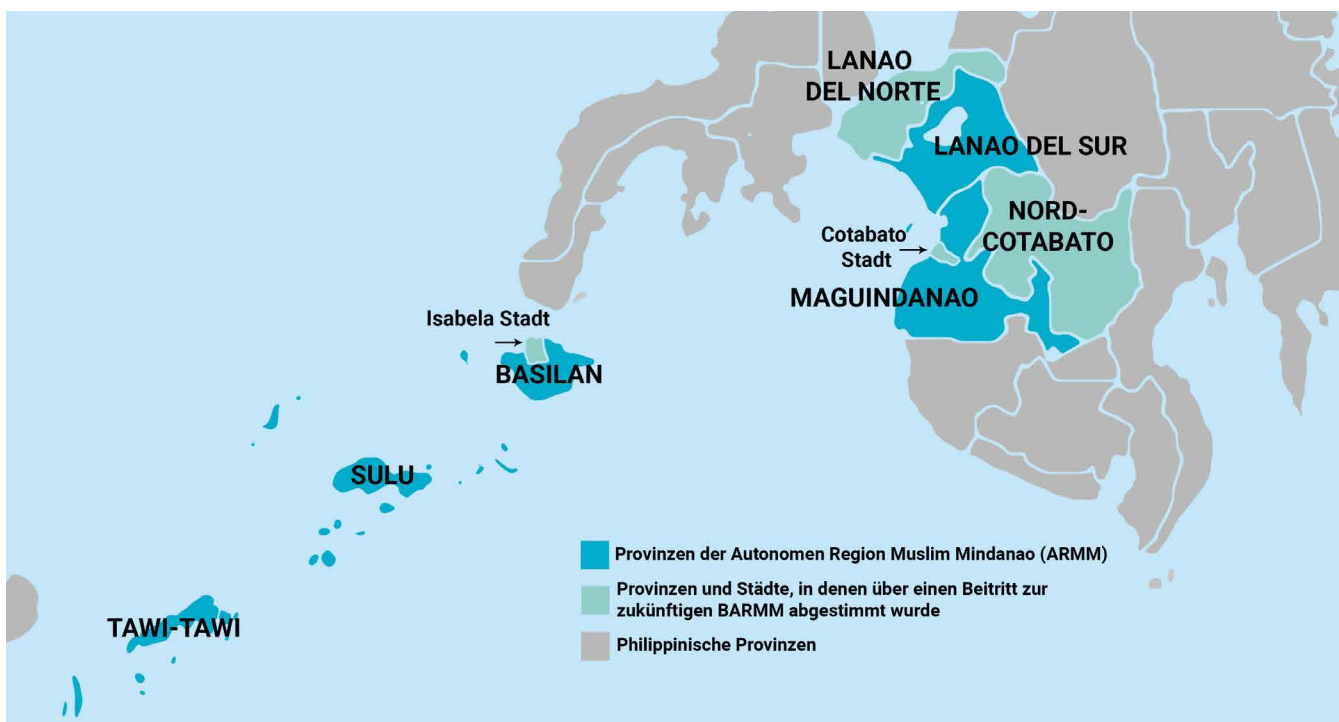 LANAO
DEL NORTE
LANAO DEL SUR
NORD-
COTABATO
Cotabato
Stadt
MAGUINDANAO
Isabela Stadt
BASILAN
SULU
TAWI-TAWI
Provinzen der Autonomen Region Muslim Mindanao (ARMM)
Provinzen und Städte, in denen über einen Beitritt zur
zukünftigen BARMM abgestimmt wurde
Philippinische Provinzen